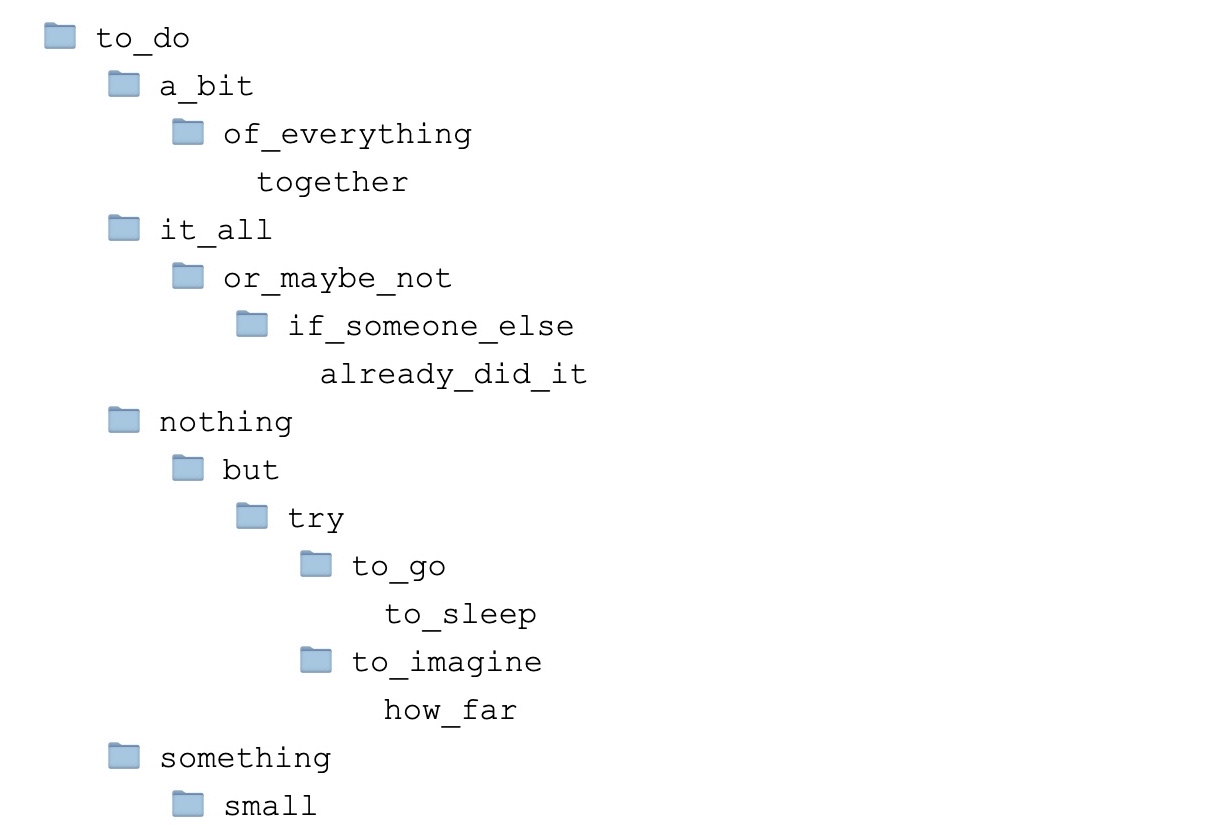 to_do
a_bit
of_everything
together
it_all
or_maybe_not
if_someone_else
already_did_it
nothing
but
try
to_go
to_sleep
to_imagine
how_far
something
small